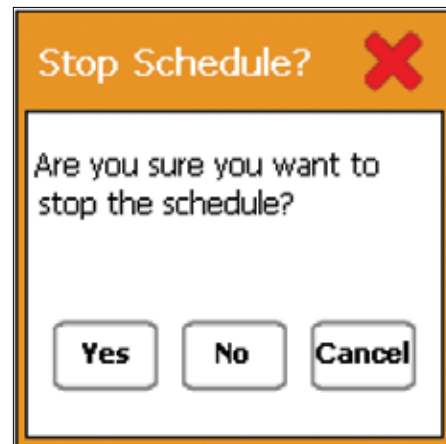 Stop Schedule?
Are you sure you want to
stop the schedule?
Yes No Cancel